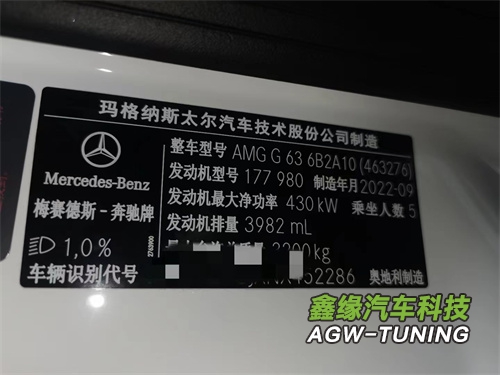 玛格纳斯太尔汽车技术股份公司制造
整车型号 AMG G 63 6B2A10 (463276)
发动机型号 177 980 制造年月 2022-09
发动机最大净功率 430 kW 乘坐人数 5
发动机排量 3982 mL
kg
Mercedes-Benz
梅赛德斯-奔驰牌
1,0 %
车辆识别代号 52286 奥地利制造
鑫缘汽车科技
AGW-TUNING